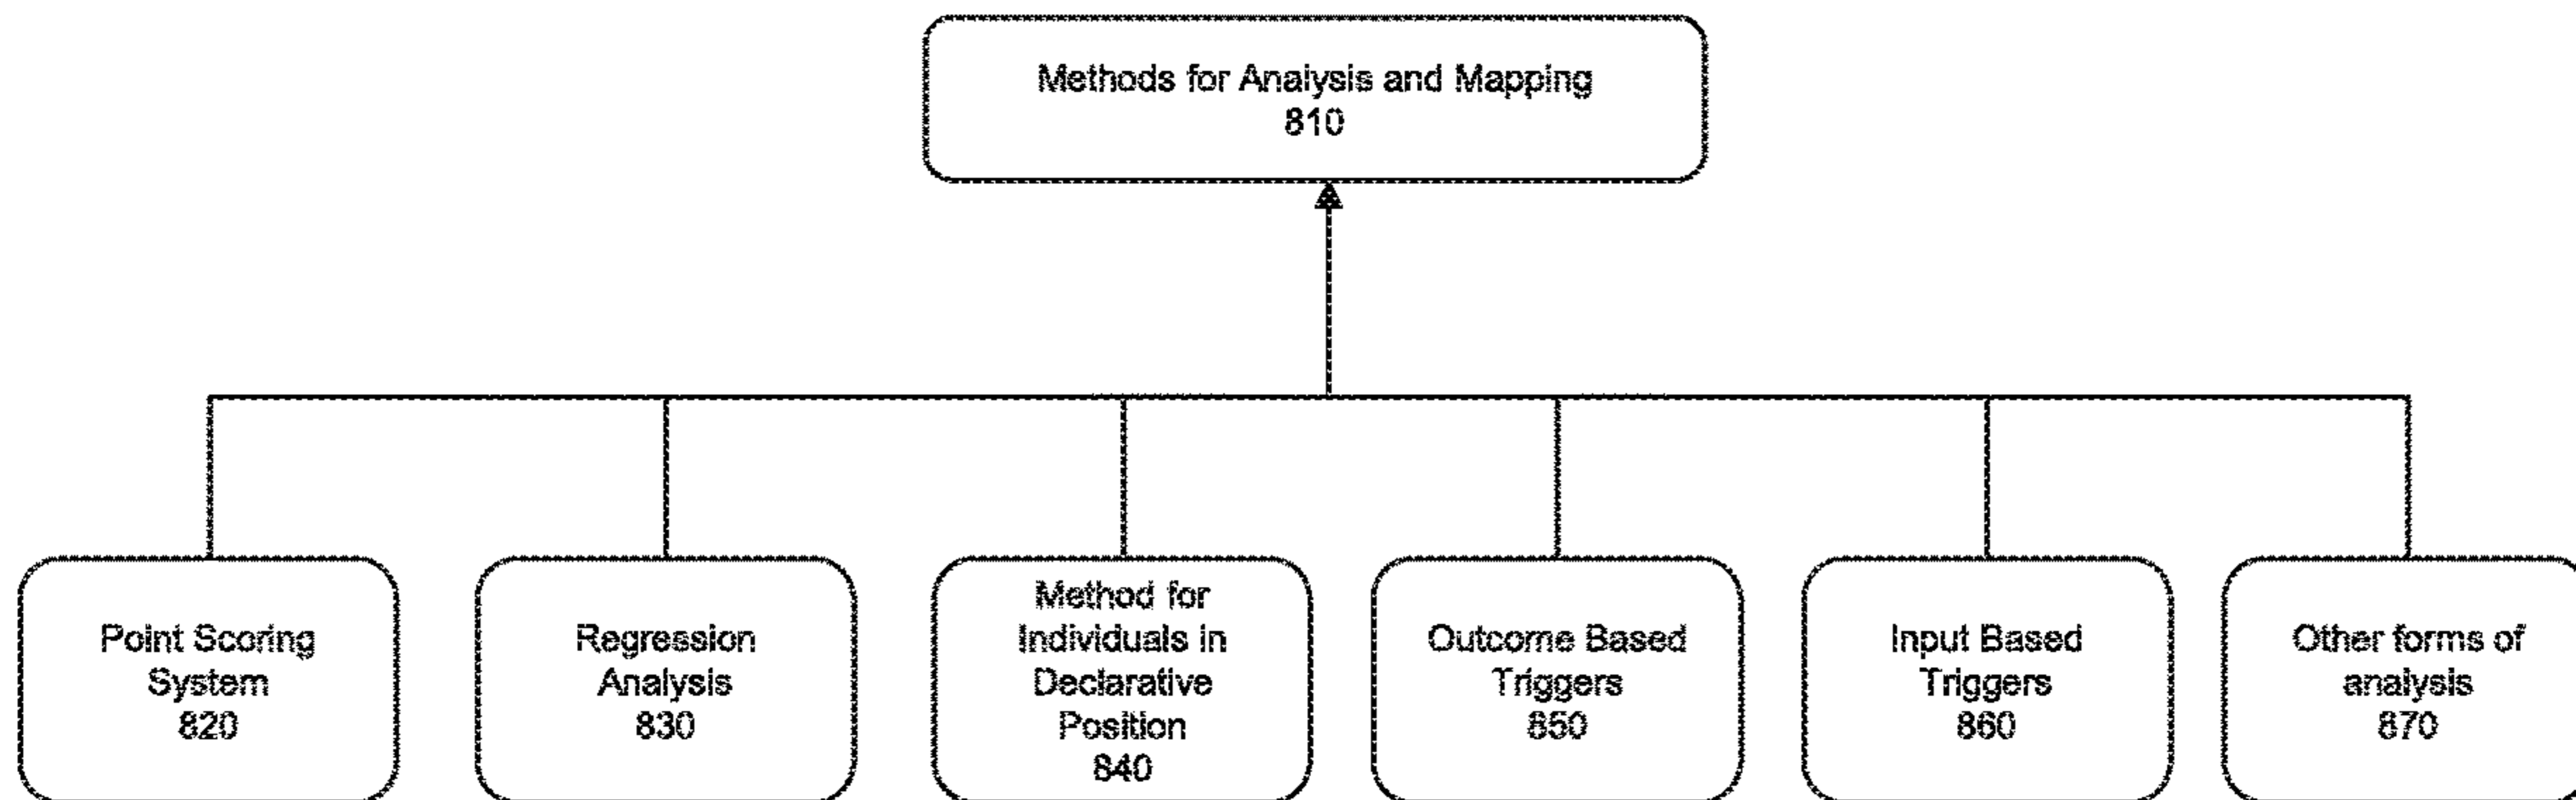 Methods for Analysis and Mapping
810
Point Scoring
System
820
Regression
Analysis
830
Method for
Individuals in
Declarative
Position
840
Outcome Based
Triggers
850
Input Based
Triggers
860
Other forms of
analysis
870